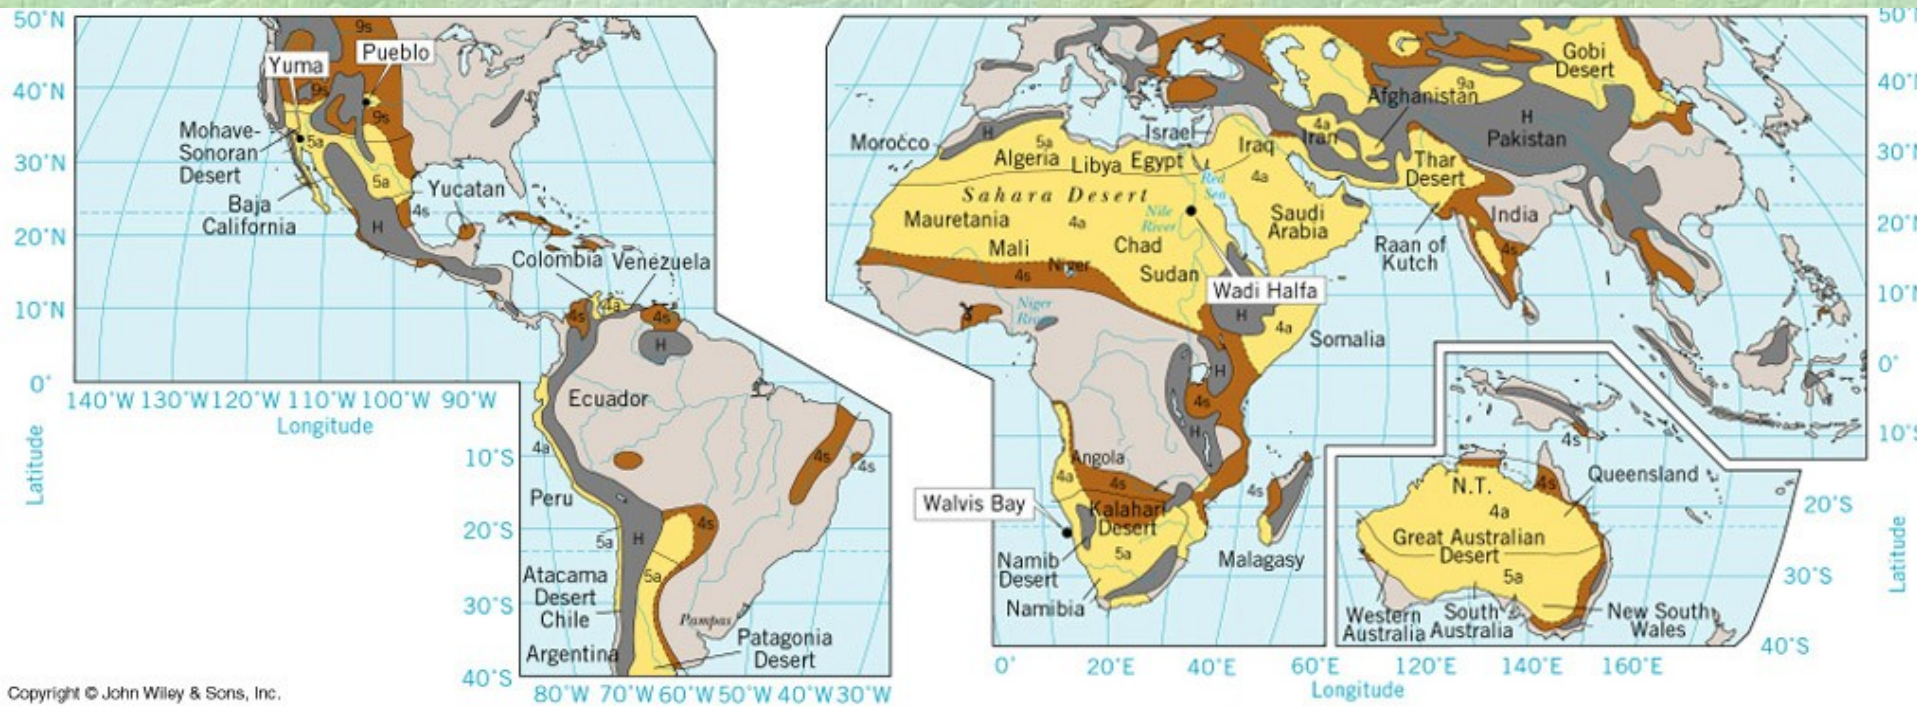 50°N
40°N
30°N
20°N
10°N
0°
Latitude
140°W 130°W 120°W 110°W 100°W 90°W
Longitude
9s
Pueblo
Yuma
9s
9s
Mohave-
Sonoran
Desert
5a
5a
Baja
California
Yucatan
4s
H
Colombia
Venezuela
4s
4a
4s
H
Ecuador
10°S
4a
4s
4s
Peru
20°S
4s
H
5a
5a
Atacama
Desert
Chile
30°S
Pampas
Patagonia
Desert
Argentina
40°S
80°W 70°W 60°W 50°W 40°W 30°W
Latitude
Copyright © John Wiley & Sons, Inc.
50°N
40°N
30°N
20°N
10°N
0°
10°S
Gobi
Desert
9a
Afghanistan
H
Pakistan
Morocco
H
5a
Israel
4a
Iran
Algeria
Libya
Egypt
Iraq
Thar
Desert
Red
Sea
4a
Sahara Desert
Nile
River
Mauretania
4a
Saudi
Arabia
India
Mali
Chad
Raan of
Kutch
4s
4s
Niger
Sudan
Wadi Halfa
Niger
River
H
4a
Somalia
H
4s
H
Angola
4a
4s
4s
Walvis Bay
Kalahari
Desert
Namib
Desert
5a
Malagasy
Namibia
0°
20°E
40°E
60°E
4s
Queensland
N.T.
4s
4a
20°S
Great Australian
Desert
5a
30°S
Western
Australia
South
Australia
New South
Wales
40°S
120°E
140°E
160°E
Longitude
Latitude